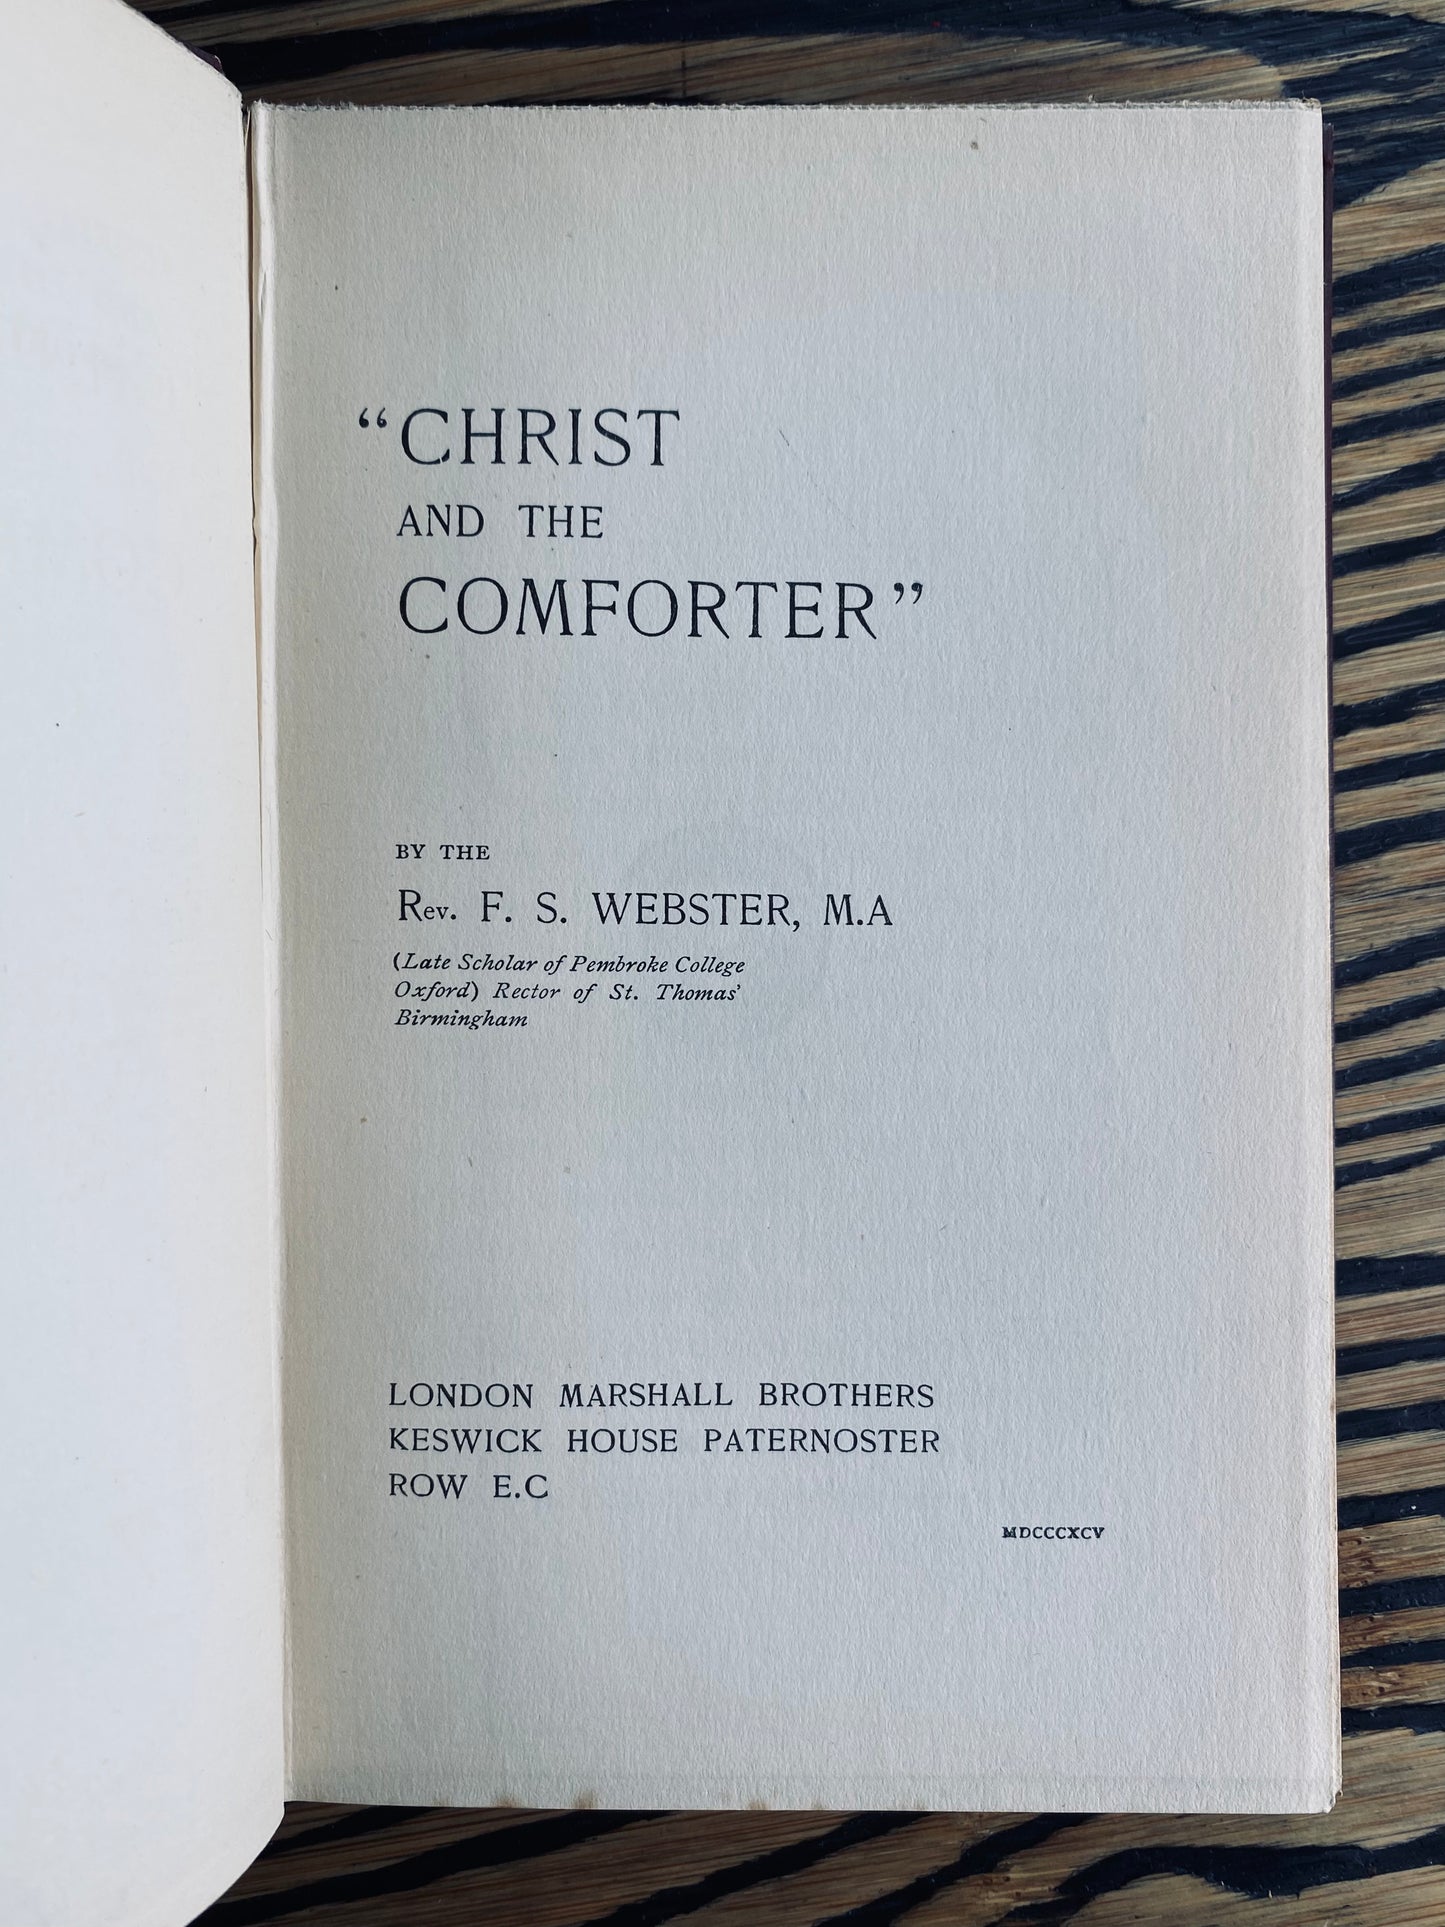 “CHRIST
AND THE
COMFORTER”
BY THE
Rev. F. S. WEBSTER, M.A
(Late Scholar of Pembroke College
Oxford) Rector of St. Thomas'
Birmingham
LONDON MARSHALL BROTHERS
KESWICK HOUSE PATERNOSTER
ROW E.C
MDCCCXCV